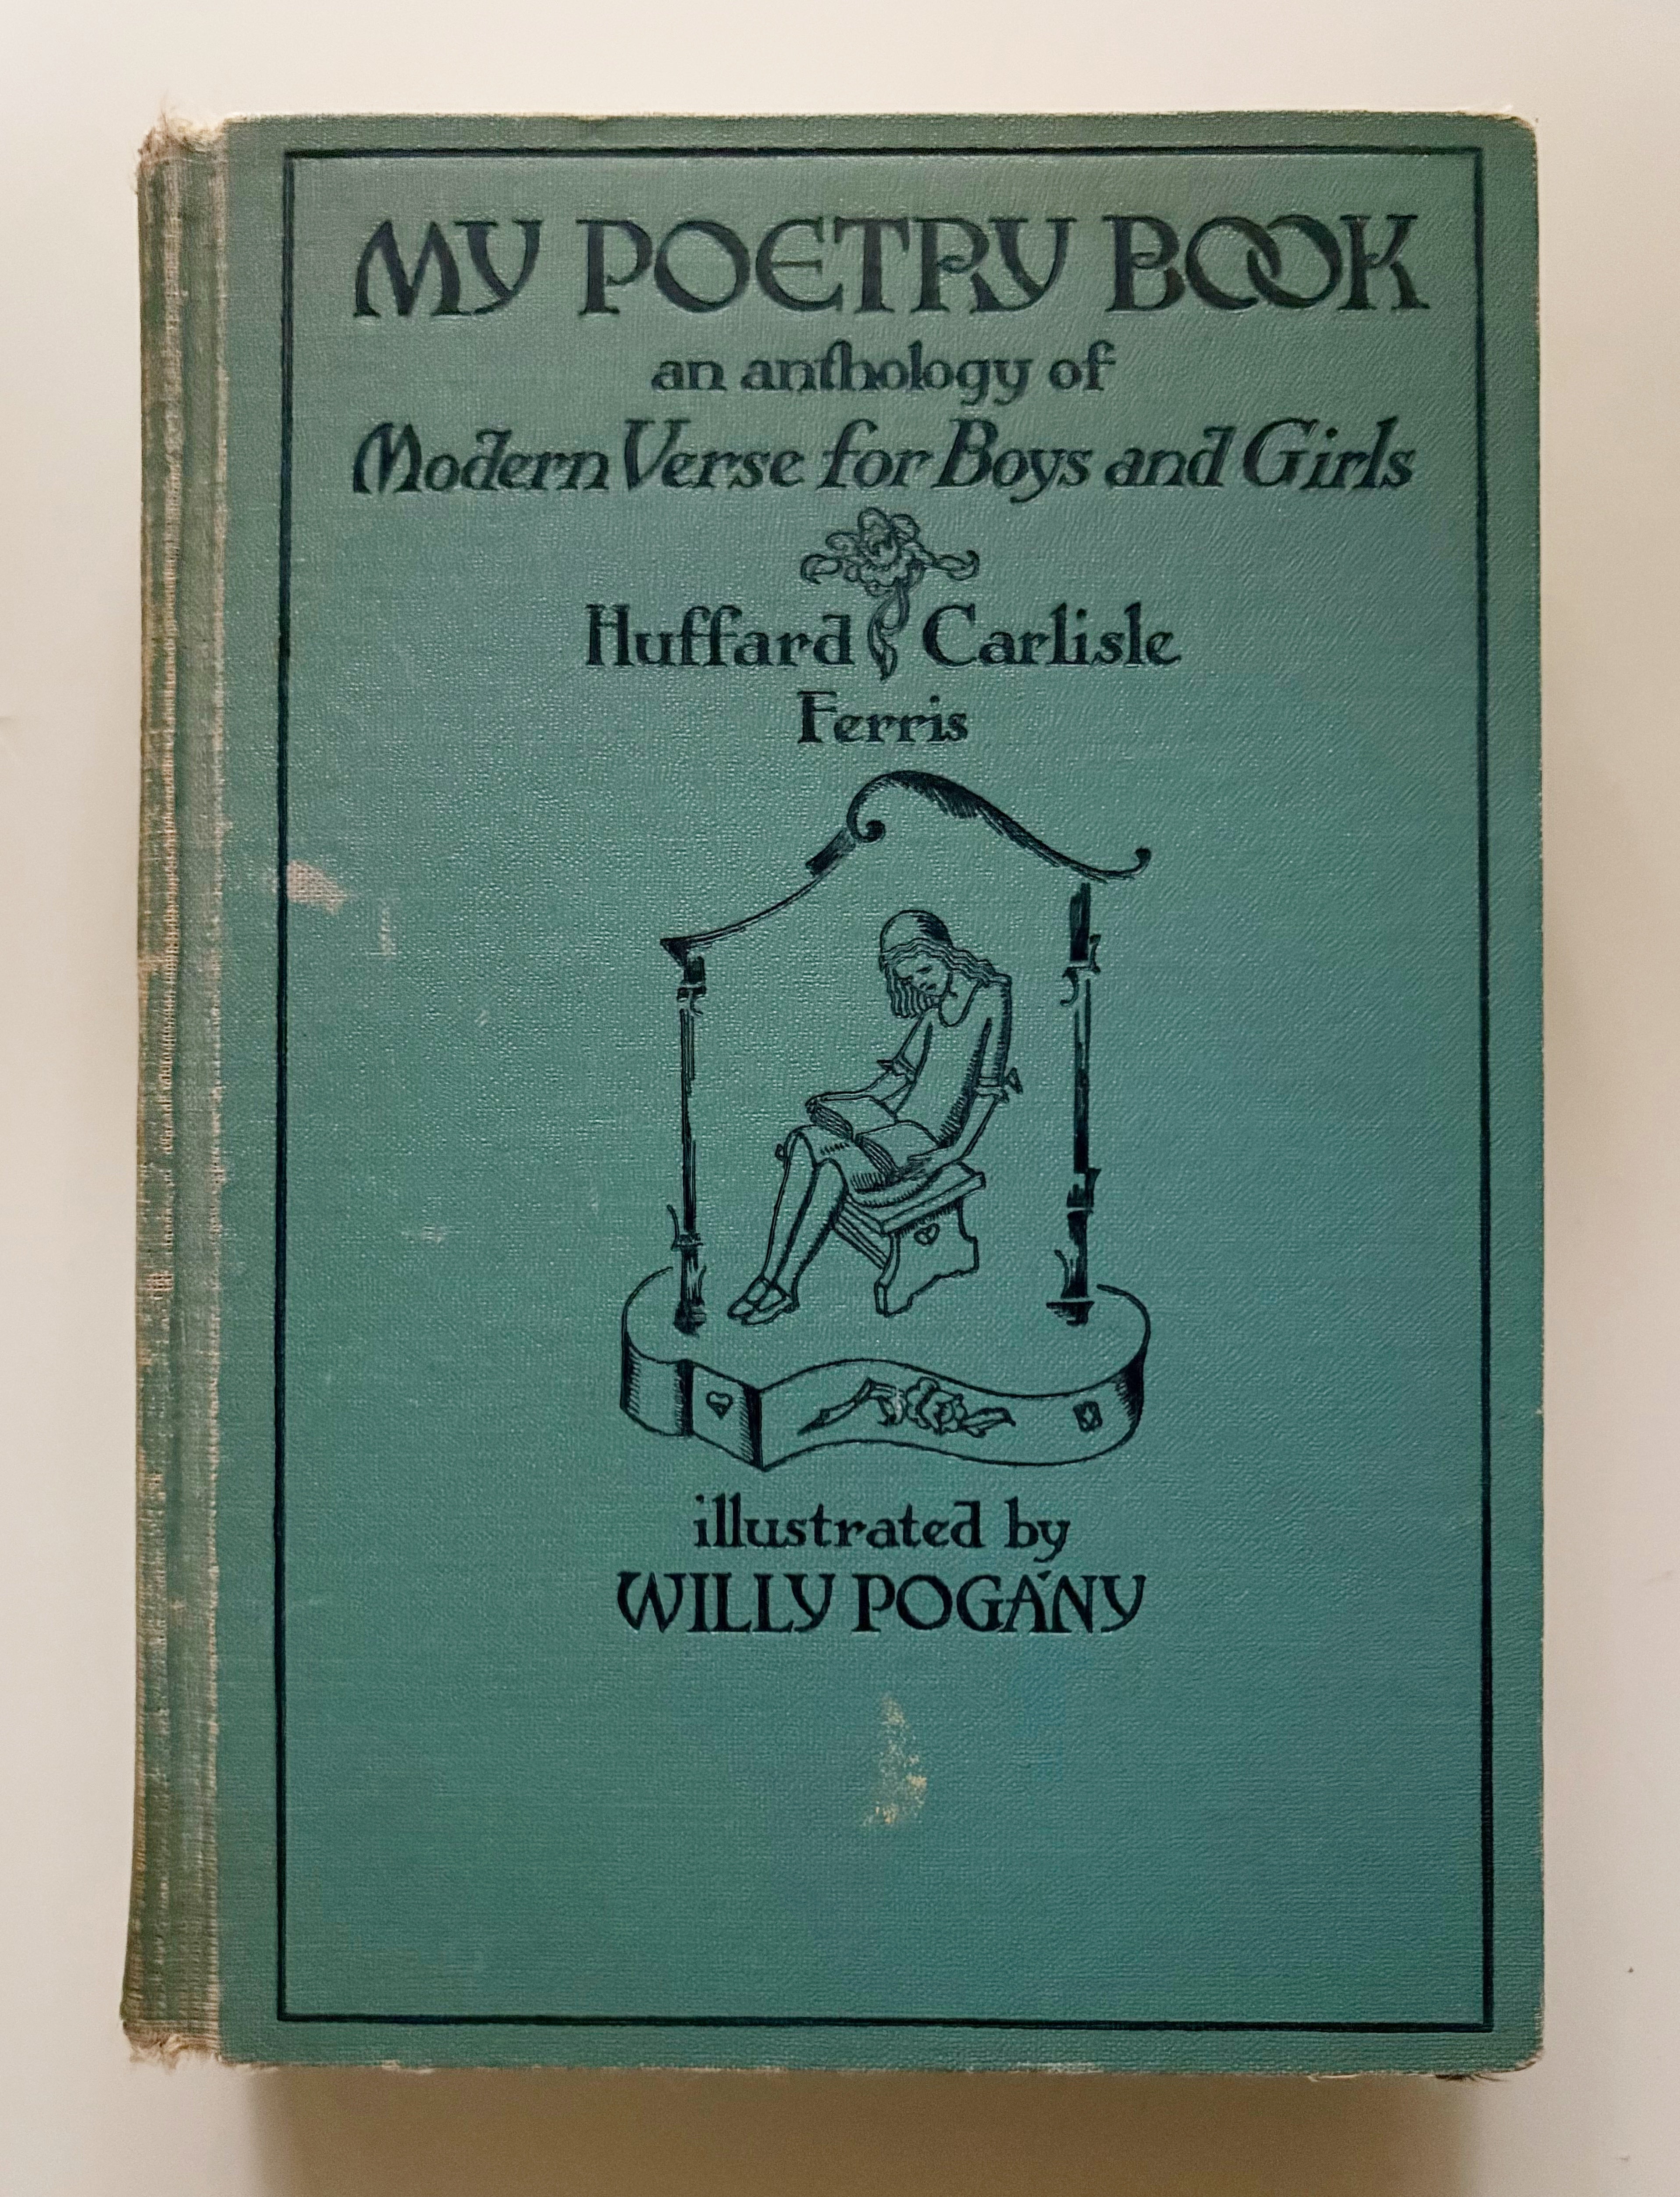 MY POETRY BOOK
an anthology of
Modern Verse for Boys and Girls
Huffard Carlisle
Ferris
illustrated by
WILLY POGÁNY